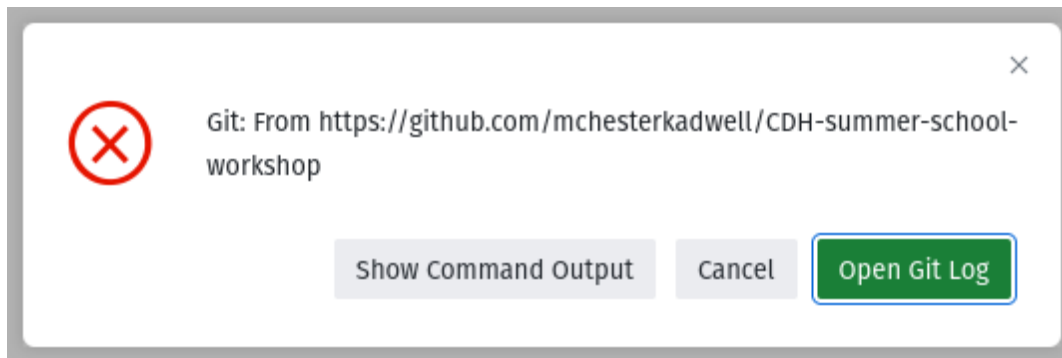 Git: From https://github.com/mchesterkadwell/CDH-summer-school-
workshop
Show Command Output Cancel Open Git Log